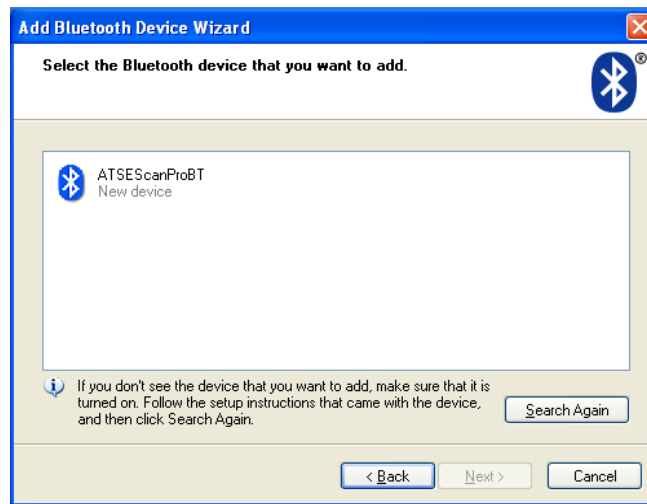 Add Bluetooth Device Wizard
Select the Bluetooth device that you want to add.
®
ATSEScanProBT
New device
If you don't see the device that you want to add, make sure that it is
turned on. Follow the setup instructions that came with the device,
and then click Search Again.
Search Again
< Back
Next >
Cancel